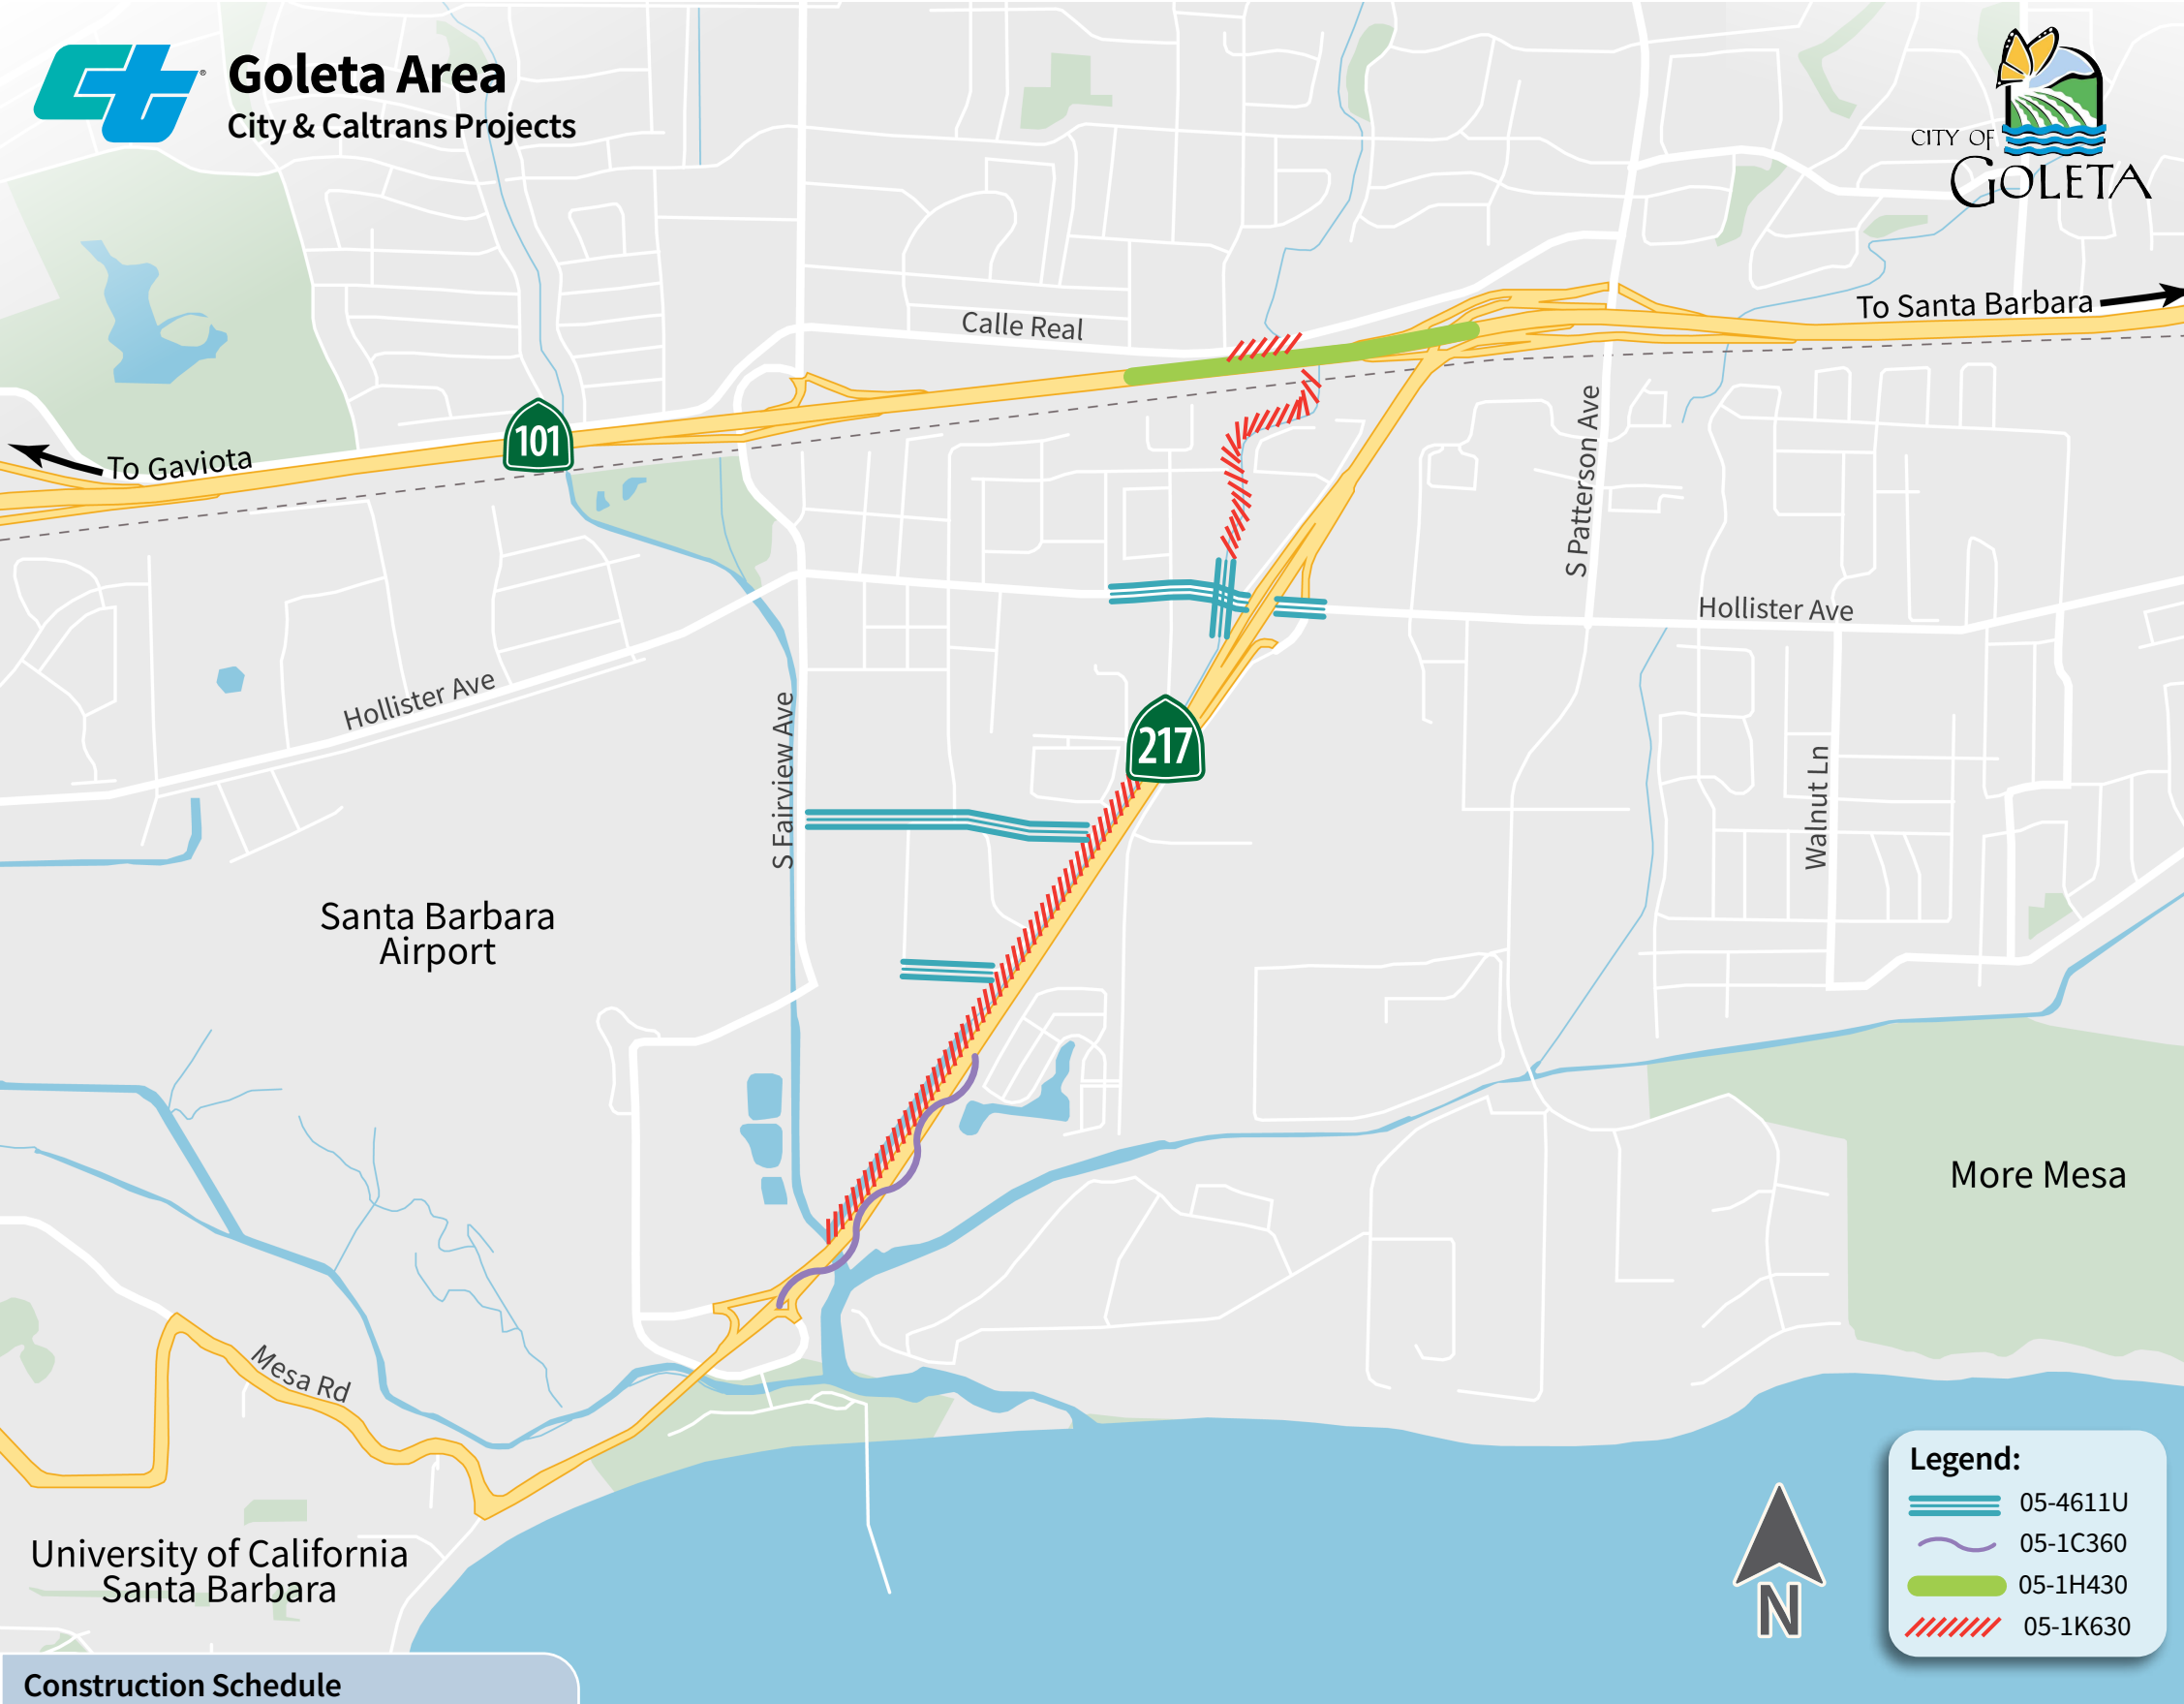 Goleta Area
City & Caltrans Projects
CITY OF
GOLETA
To Santa Barbara
Calle Real
101
To Gaviota
S Patterson Ave
Hollister Ave
Hollister Ave
S Fairview Ave
217
Walnut Ln
Santa Barbara
Airport
More Mesa
Mesa Rd
University of California
Santa Barbara
Legend:
05-4611U
05-1C360
05-1H430
05-1K630
N
Construction Schedule